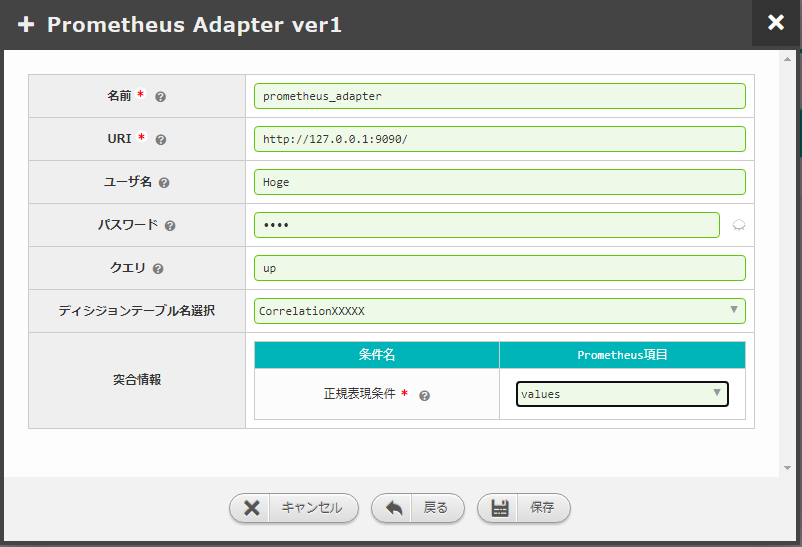 Prometheus Adapter ver1
名前 *
prometheus_adapter
URI *
http://127.0.0.1:9090/
ユーザ名
Hoge
パスワード
••••
クエリ
up
ディシジョンテーブル名選択
CorrelationXXXXX
突合情報
条件名
Prometheus項目
正規表現条件 *
values
キャンセル
戻る
保存